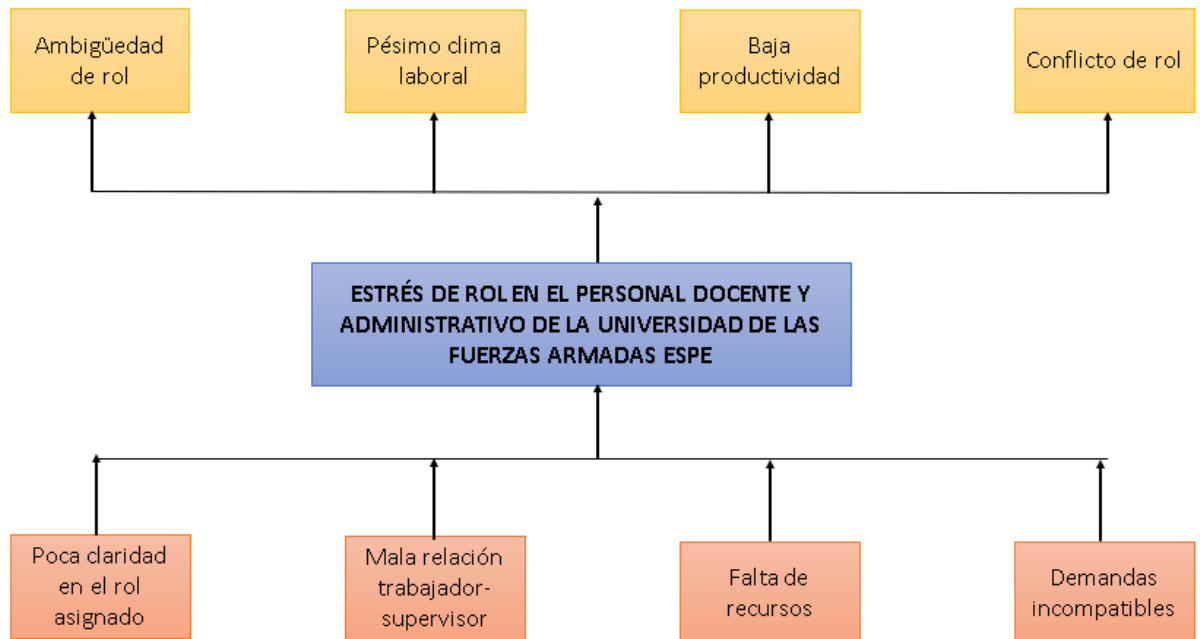 Ambigüedad
de rol
Pésimo clima
laboral
Baja
productividad
Conflicto de rol
ESTRÉS DE ROL EN EL PERSONAL DOCENTE Y
ADMINISTRATIVO DE LA UNIVERSIDAD DE LAS
FUERZAS ARMADAS ESPE
Poca claridad
en el rol
asignado
Mala relación
trabajador-
supervisor
Falta de
recursos
Demandas
incompatibles